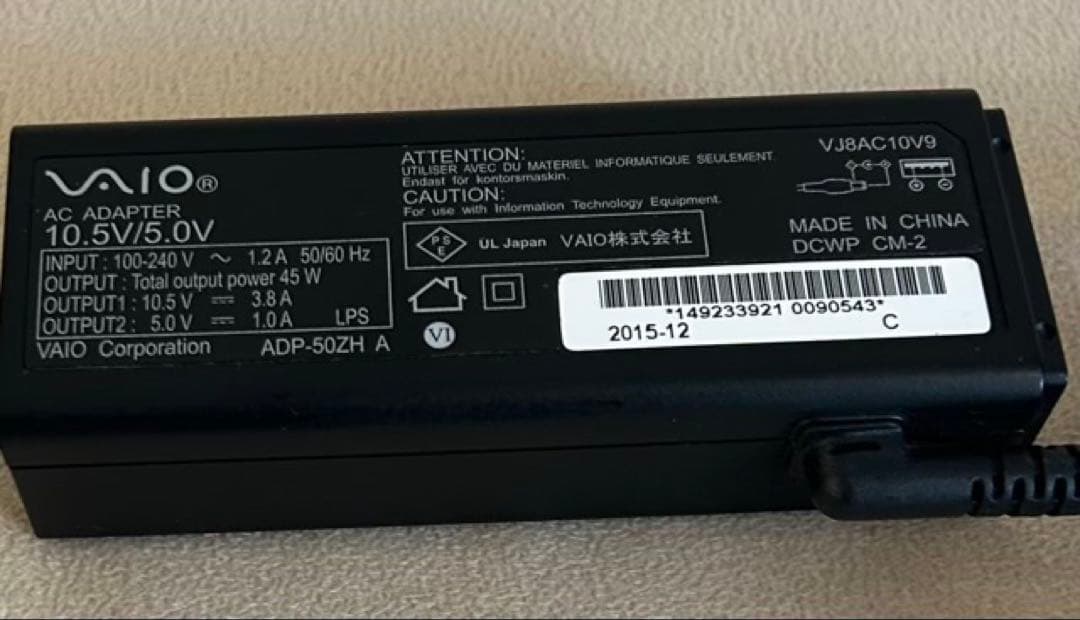 VAIO®
AC ADAPTER
10.5V/5.0V
INPUT : 100-240 V ～ 1.2 A 50/60 Hz
OUTPUT : Total output power 45 W
OUTPUT1 : 10.5 V ⎓ 3.8 A
OUTPUT2 : 5.0 V ⎓ 1.0 A LPS
VAIO Corporation ADP-50ZH A
ATTENTION:
UTILISER AVEC DU MATERIEL INFORMATIQUE SEULEMENT.
Endast för kontorsmaskin.
CAUTION:
For use with Information Technology Equipment.
PSE UL Japan VAIO株式会社
VI
VJ8AC10V9
MADE IN CHINA
DCWP CM-2
*149233921 0090543*
2015-12 C